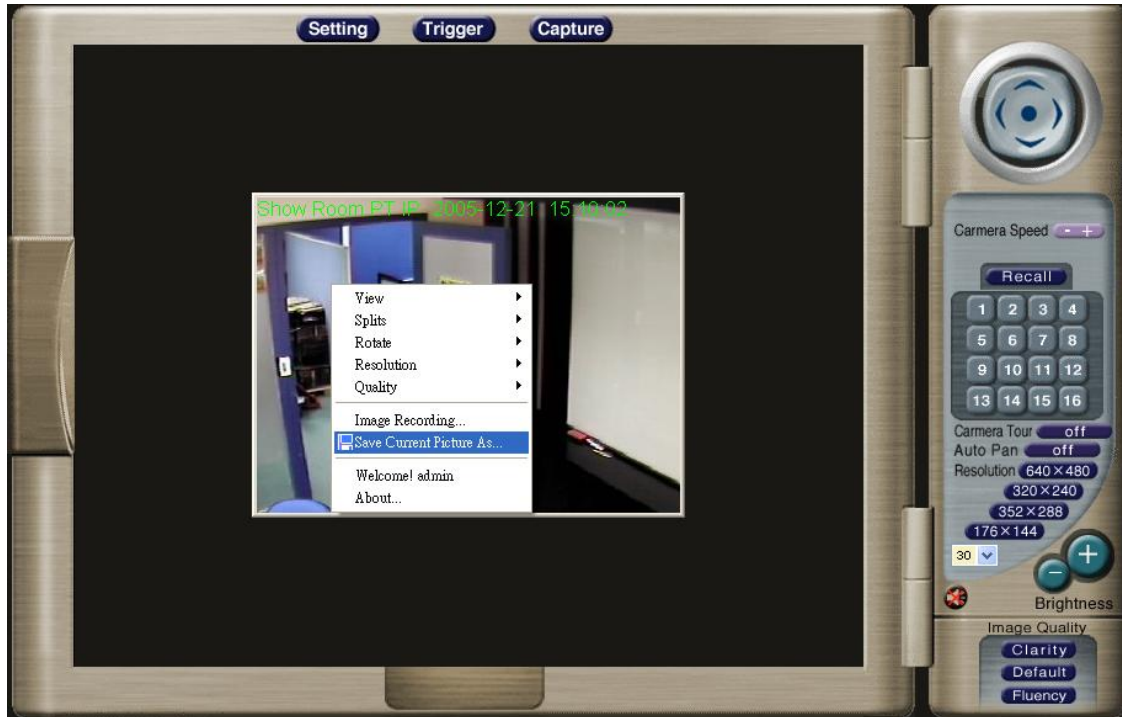 Setting Trigger Capture
Show Room PT IP 2005-12-21 15:10:92
View
Splits
Rotate
Resolution
Quality
Image Recording...
Save Current Picture As...
Welcome! admin
About...
Carmera Speed - +
Recall
1 2 3 4
5 6 7 8
9 10 11 12
13 14 15 16
Carmera Tour off
Auto Pan off
Resolution 640×480
320×240
352×288
176×144
30
+
-
Brightness
Image Quality
Clarity
Default
Fluency